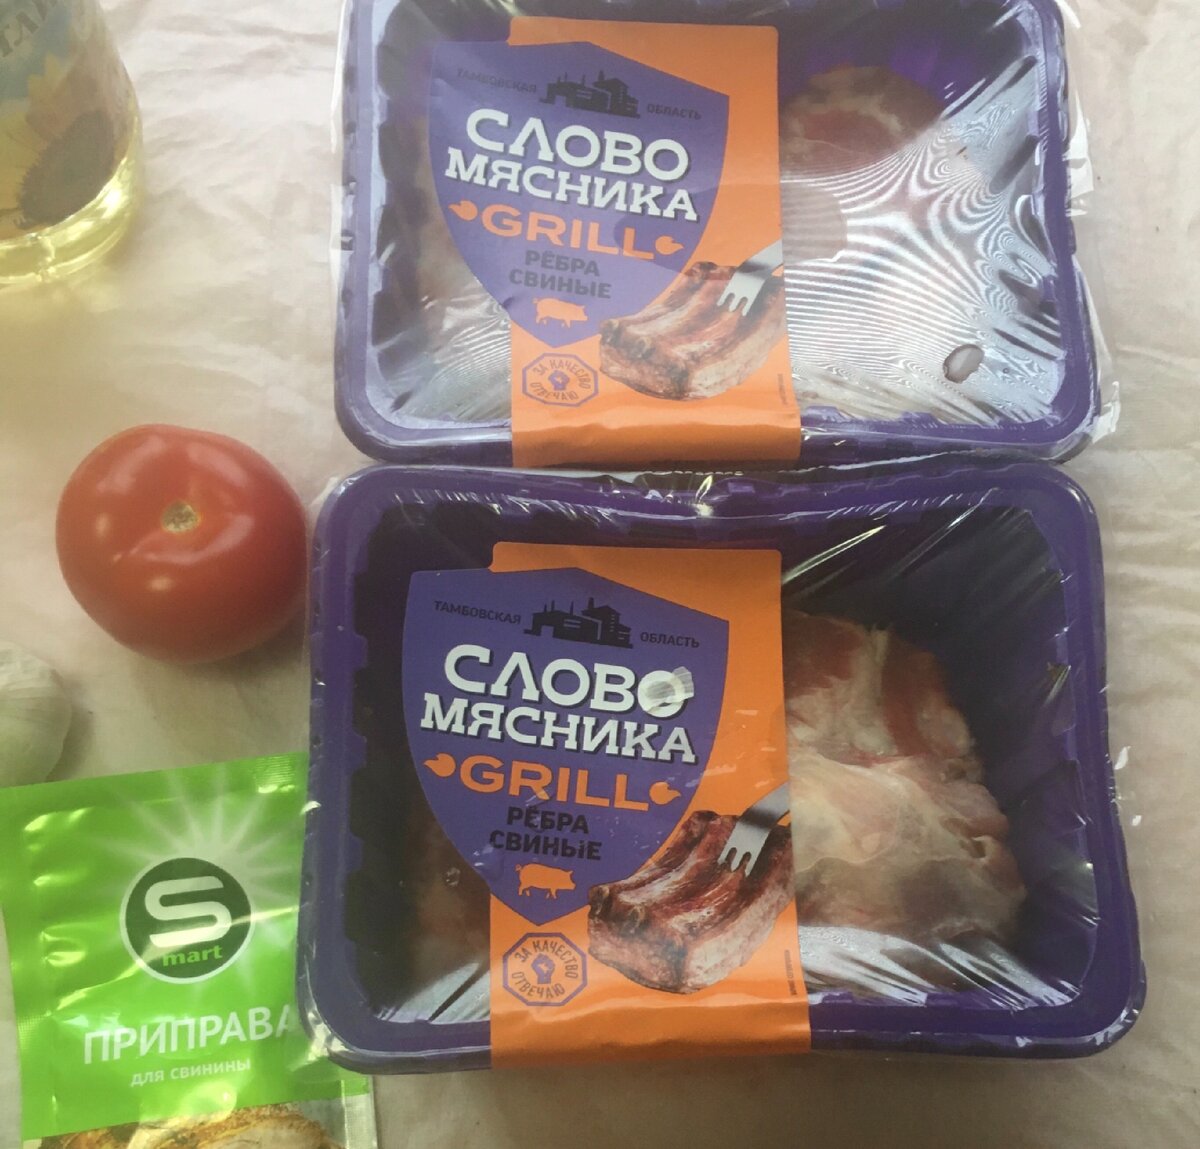 ТАМБОВСКАЯ ОБЛАСТЬ
СЛОВО
МЯСНИКА
GRILL
РЁБРА
СВИНЫЕ
ЗА КАЧЕСТВО
ОТВЕЧАЮ
ТАМБОВСКАЯ ОБЛАСТЬ
СЛОВО
МЯСНИКА
GRILL
РЁБРА
СВИНЫЕ
ЗА КАЧЕСТВО
ОТВЕЧАЮ
S
mart
ПРИПРАВА
для свинины